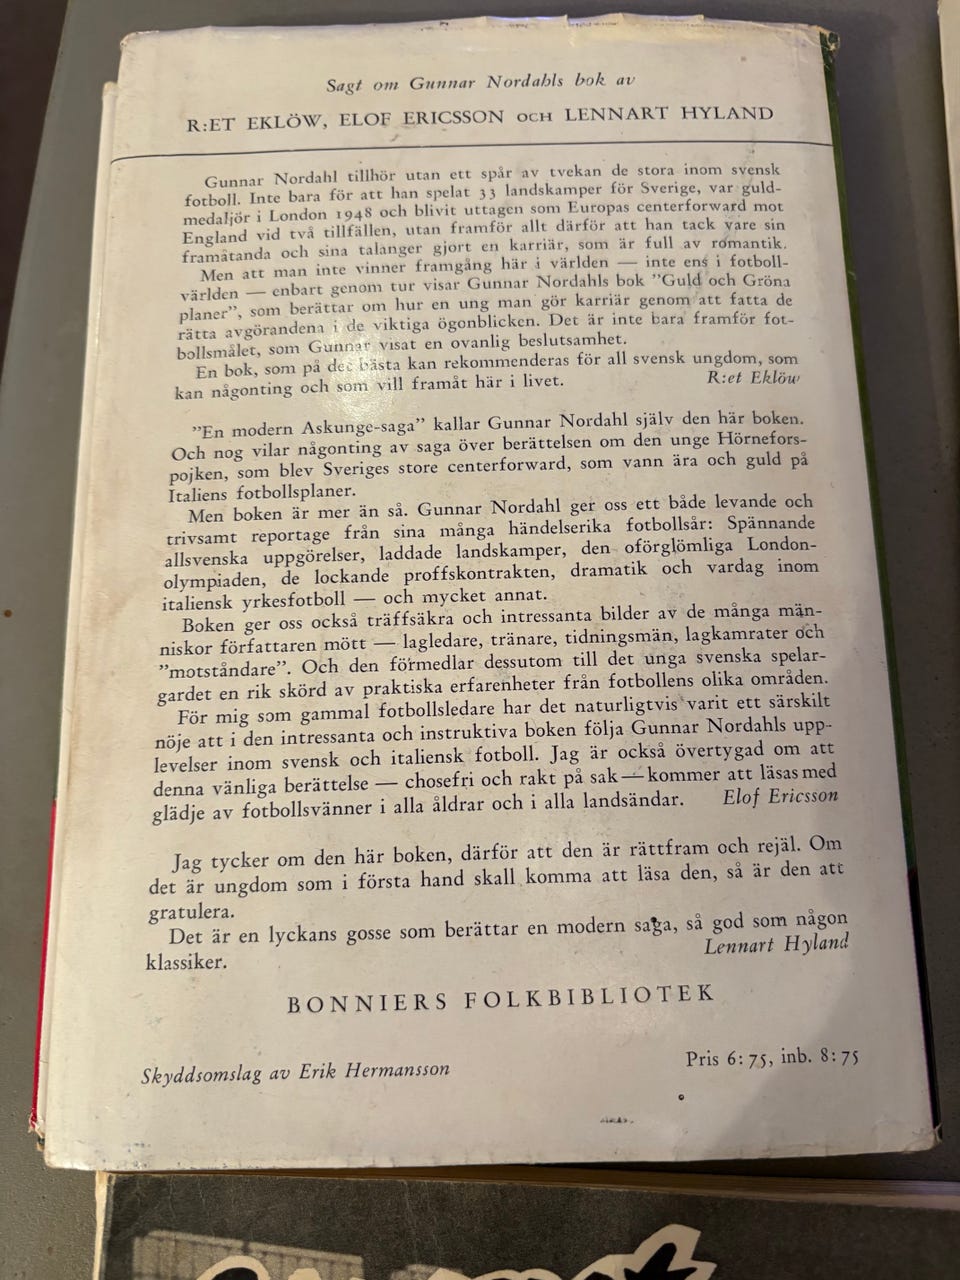 Sagt om Gunnar Nordahls bok av
R:ET EKLÖW, ELOF ERICSSON OCH LENNART HYLAND
Gunnar Nordahl tillhör utan ett spår av tvekan de stora inom svensk
fotboll. Inte bara för att han spelat 33 landskamper för Sverige, var guld-
medaljör i London 1948 och blivit uttagen som Europas centerforward mot
England vid två tillfällen, utan framför allt därför att han tack vare sin
framåtanda och sina talanger gjort en karriär, som är full av romantik.
Men att man inte vinner framgång här i världen — inte ens i fotboll-
världen — enbart genom tur visar Gunnar Nordahls bok ”Guld och Gröna
planer”, som berättar om hur en ung man gör karriär genom att fatta de
rätta avgörandena i de viktiga ögonblicken. Det är inte bara framför fot-
bollsmålet, som Gunnar visat en ovanlig beslutsamhet.
En bok, som på det bästa kan rekommenderas för all svensk ungdom, som
kan någonting och som vill framåt här i livet. R:et Eklöw
”En modern Askunge-saga” kallar Gunnar Nordahl själv den här boken.
Och nog vilar någonting av saga över berättelsen om den unge Hörnefors-
pojken, som blev Sveriges store centerforward, som vann ära och guld på
Italiens fotbollsplaner.
Men boken är mer än så. Gunnar Nordahl ger oss ett både levande och
trivsamt reportage från sina många händelserika fotbollsår: Spännande
allsvenska uppgörelser, laddade landskamper, den oförglömliga London-
olympiaden, de lockande proffskontrakten, dramatik och vardag inom
italiensk yrkesfotboll — och mycket annat.
Boken ger oss också träffsäkra och intressanta bilder av de många män-
niskor författaren mött — lagledare, tränare, tidningsmän, lagkamrater och
”motståndare”. Och den förmedlar dessutom till det unga svenska spelar-
gardet en rik skörd av praktiska erfarenheter från fotbollens olika områden.
För mig som gammal fotbollsledare har det naturligtvis varit ett särskilt
nöje att i den intressanta och instruktiva boken följa Gunnar Nordahls upp-
levelser inom svensk och italiensk fotboll. Jag är också övertygad om att
denna vänliga berättelse — chosefri och rakt på sak — kommer att läsas med
glädje av fotbollsvänner i alla åldrar och i alla landsändar. Elof Ericsson
Jag tycker om den här boken, därför att den är rättfram och rejäl. Om
det är ungdom som i första hand skall komma att läsa den, så är den att
gratulera.
Det är en lyckans gosse som berättar en modern saga, så god som någon
klassiker. Lennart Hyland
BONNIERS FOLKBIBLIOTEK
Skyddsomslag av Erik Hermansson
Pris 6:75, inb. 8:75